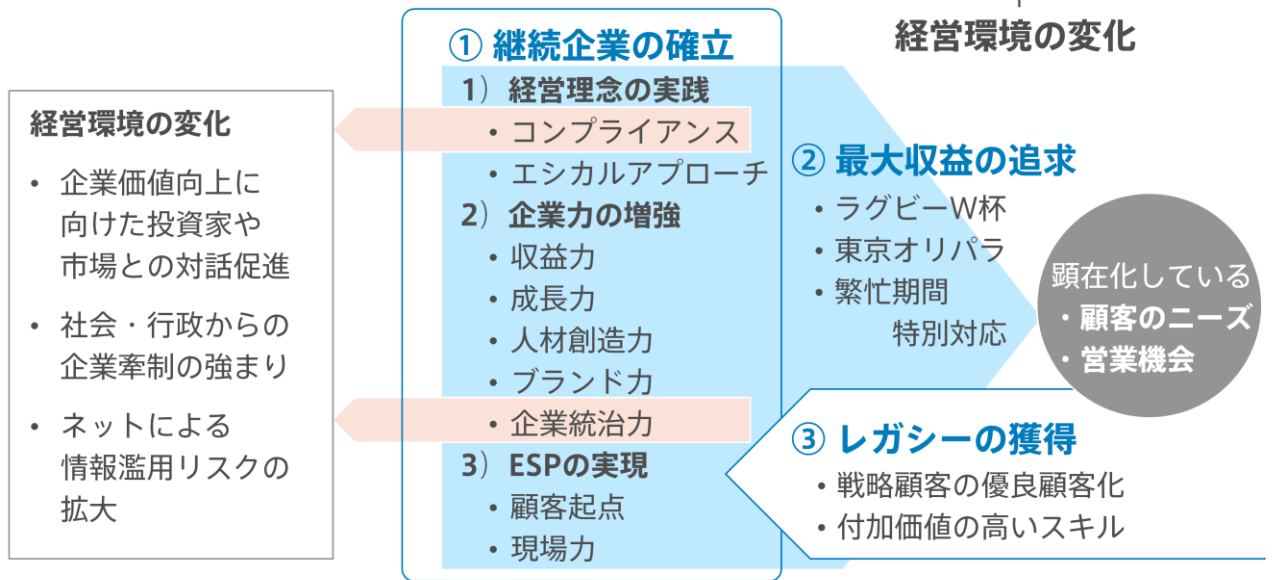 経営環境の変化
経営環境の変化
• 企業価値向上に
向けた投資家や
市場との対話促進
• 社会・行政からの
企業牽制の強まり
• ネットによる
情報濫用リスクの
拡大
① 継続企業の確立
1）経営理念の実践
• コンプライアンス
• エシカルアプローチ
2）企業力の増強
• 収益力
• 成長力
• 人材創造力
• ブランド力
• 企業統治力
3）ESPの実現
• 顧客起点
• 現場力
② 最大収益の追求
• ラグビーW杯
• 東京オリパラ
• 繁忙期間
特別対応
顕在化している
・顧客のニーズ
・営業機会
③ レガシーの獲得
• 戦略顧客の優良顧客化
• 付加価値の高いスキル